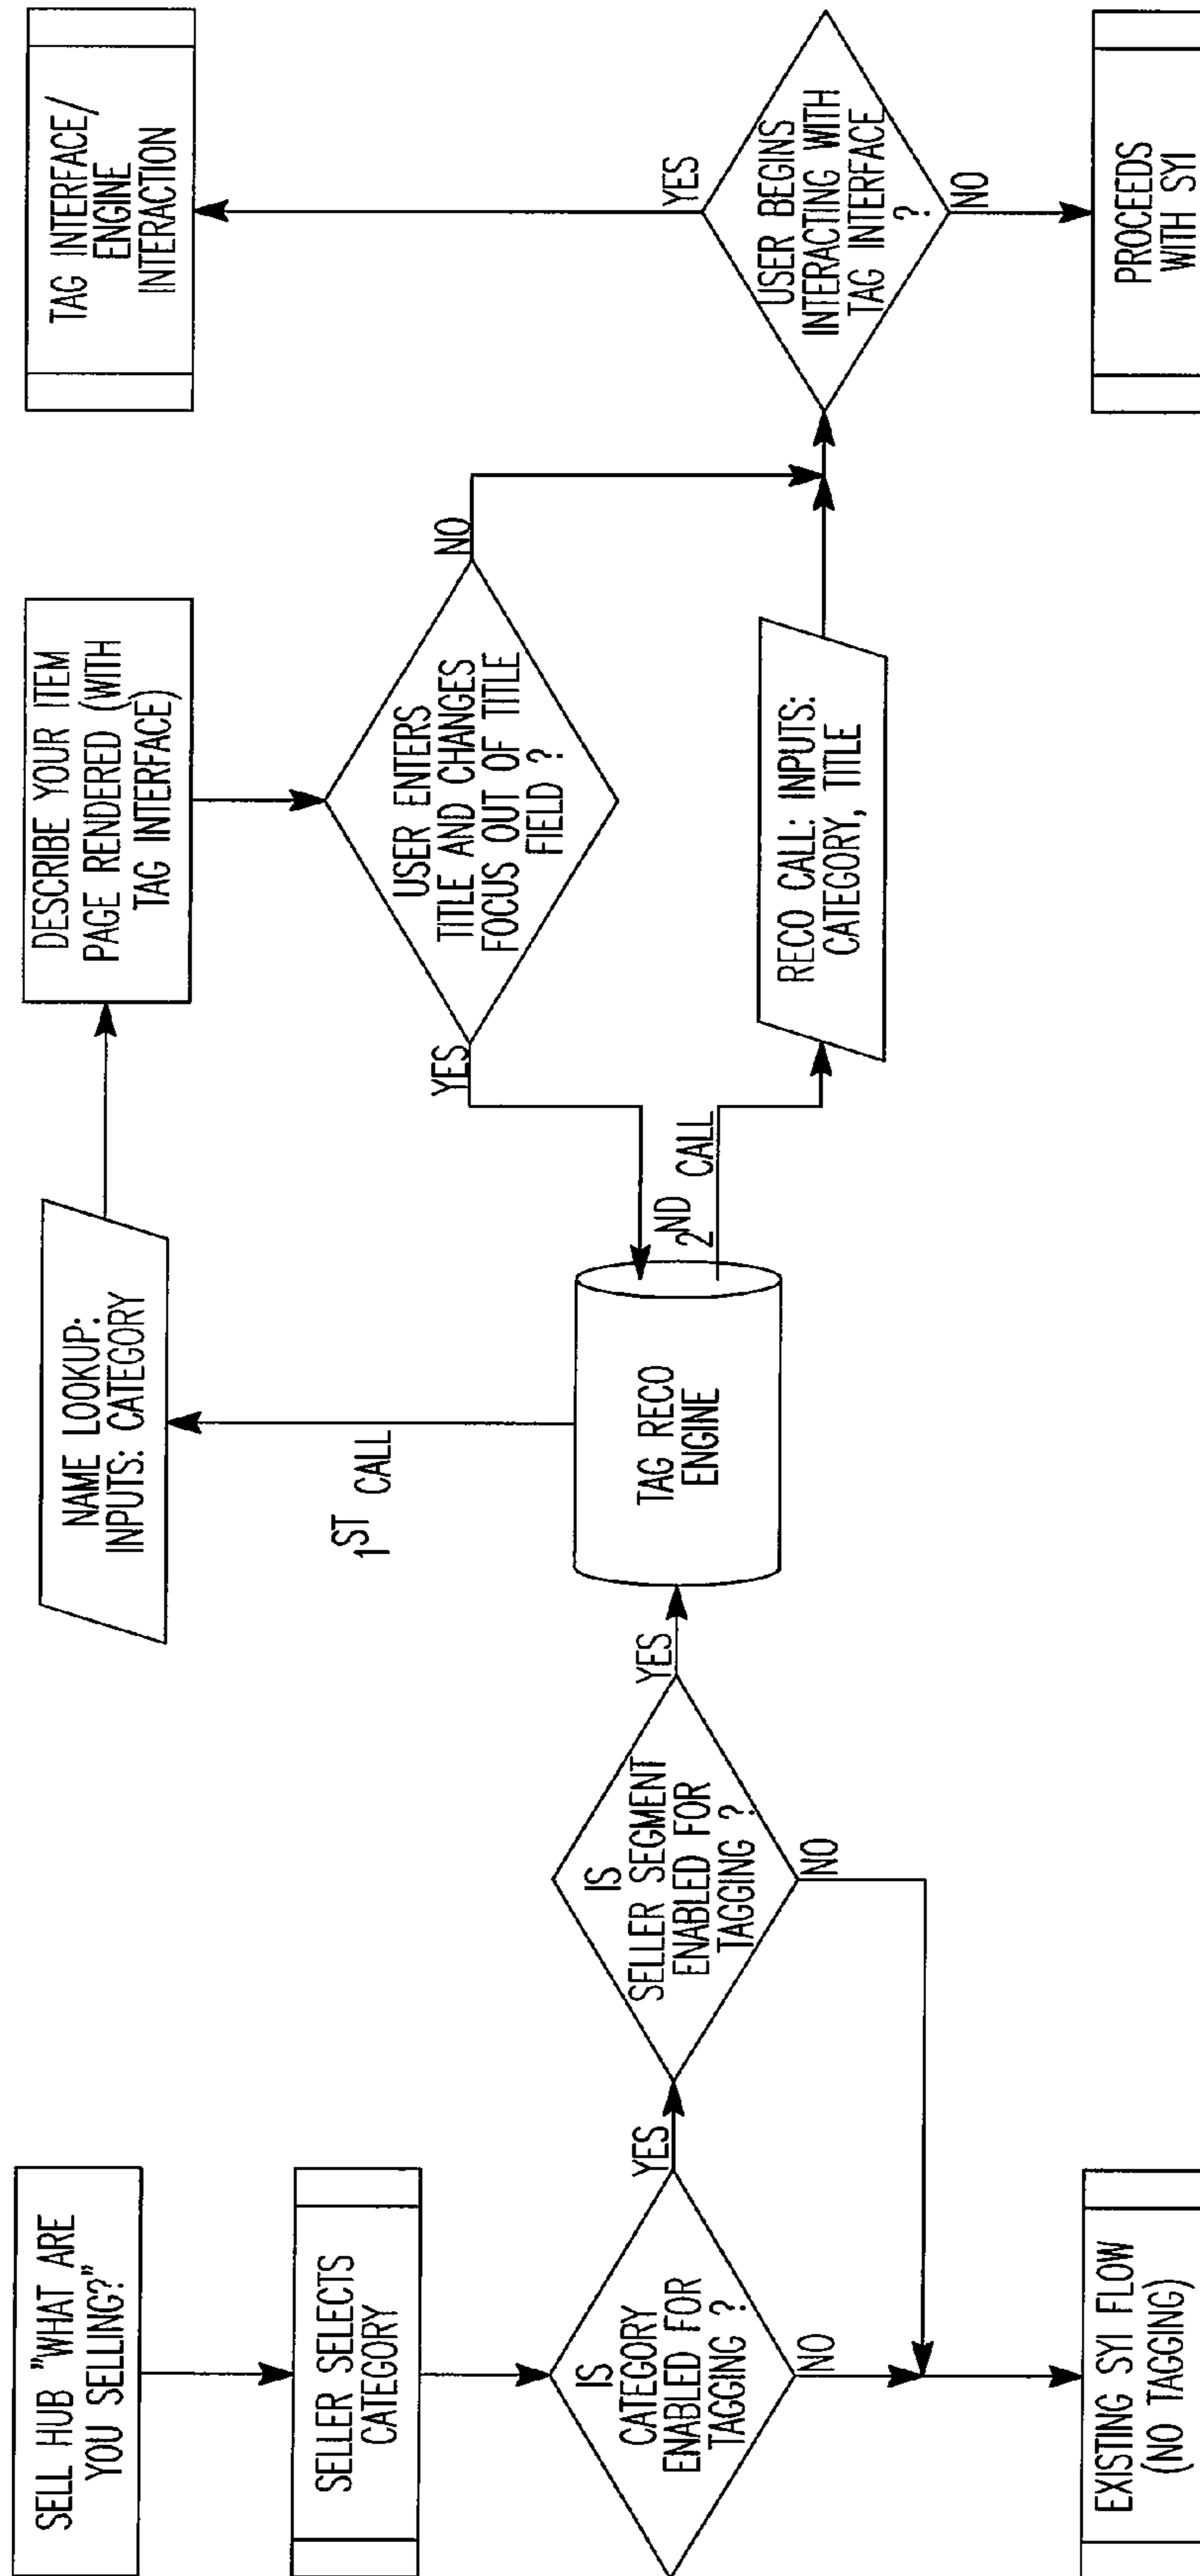 SELL HUB "WHAT ARE
YOU SELLING?"
SELLER SELECTS
CATEGORY
IS
CATEGORY
ENABLED FOR
TAGGING ?
YES
NO
EXISTING SYI FLOW
(NO TAGGING)
IS
SELLER SEGMENT
ENABLED FOR
TAGGING ?
YES
NO
TAG RECO
ENGINE
1ST CALL
NAME LOOKUP:
INPUTS: CATEGORY
DESCRIBE YOUR ITEM
PAGE RENDERED (WITH
TAG INTERFACE)
USER ENTERS
TITLE AND CHANGES
FOCUS OUT OF TITLE
FIELD ?
YES
NO
2ND CALL
RECO CALL: INPUTS:
CATEGORY, TITLE
USER BEGINS
INTERACTING WITH
TAG INTERFACE
?
YES
NO
TAG INTERFACE/
ENGINE
INTERACTION
PROCEEDS
WITH SYI